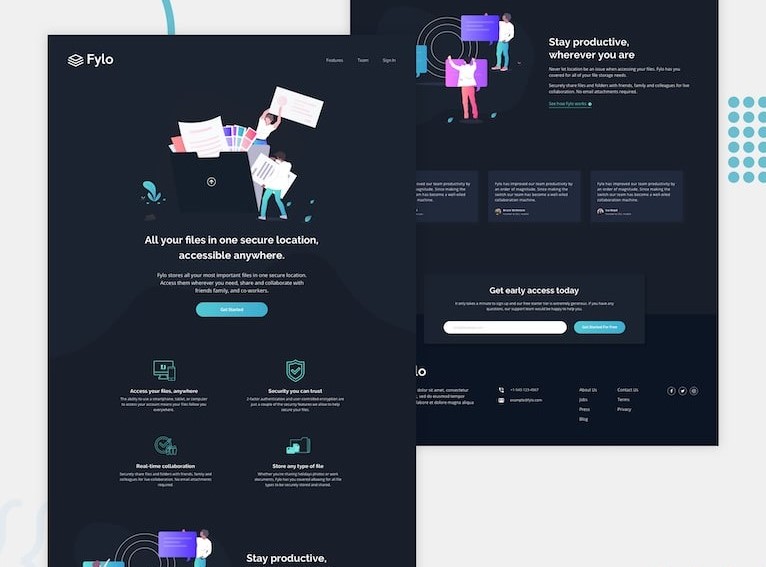 Fylo
Features
Team
Sign In
All your files in one secure location,
accessible anywhere.
Fylo stores all your most important files in one secure location.
Access them wherever you need, share and collaborate with
friends family, and co-workers.
Get Started
Access your files, anywhere
The ability to use a smartphone, tablet, or computer
to access your account means your files follow you
everywhere.
Security you can trust
2-factor authentication and user-controlled encryption are
just a couple of the security features we allow to help
secure your files.
Real-time collaboration
Securely share files and folders with friends, family and
colleagues for live collaboration. No email attachments
required.
Store any type of file
Whether you're sharing holidays photos or work
documents, Fylo has you covered allowing for all file
types to be securely stored and shared.
Stay productive,
Stay productive,
wherever you are
Never let location be an issue when accessing your files. Fylo has you
covered for all of your file storage needs.
Securely share files and folders with friends, family and colleagues for live
collaboration. No email attachments required.
See how Fylo works
improved our team productivity by
of magnitude. Since making the
team has become a well-oiled
collaboration machine.
Fylo has improved our team productivity by
an order of magnitude. Since making the
switch our team has become a well-oiled
collaboration machine.
Bruce McKenzie
Fylo has improved our team productivity by
an order of magnitude. Since making the
switch our team has become a well-oiled
collaboration machine.
Iva Boyd
Get early access today
It only takes a minute to sign up and our free starter tier is extremely generous. If you have any
questions, our support team would be happy to help you.
Get Started For Free
lo
dolor sit amet, consectetur
sed do eiusmod tempor
labore et dolore magna aliqua
+1-543-123-4567
example@fylo.com
About Us
Jobs
Press
Blog
Contact Us
Terms
Privacy